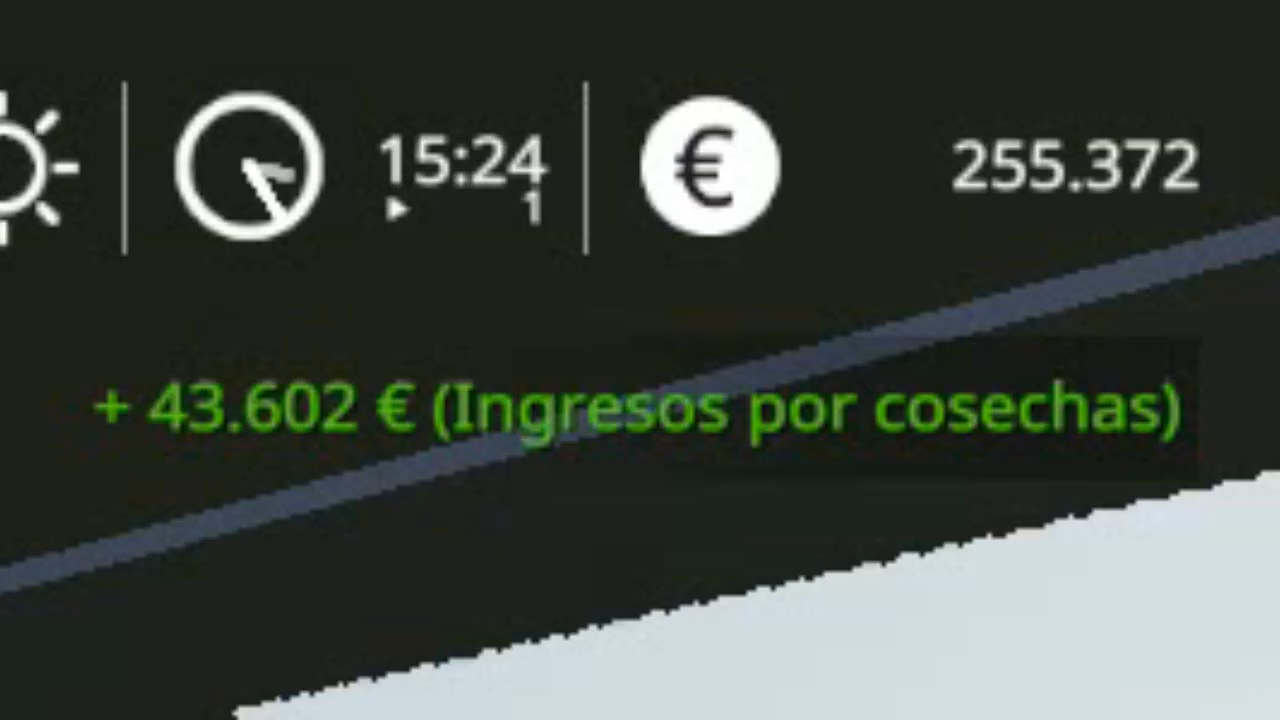 15:24
1
€ 255.372
+ 43.602 € (Ingresos por cosechas)